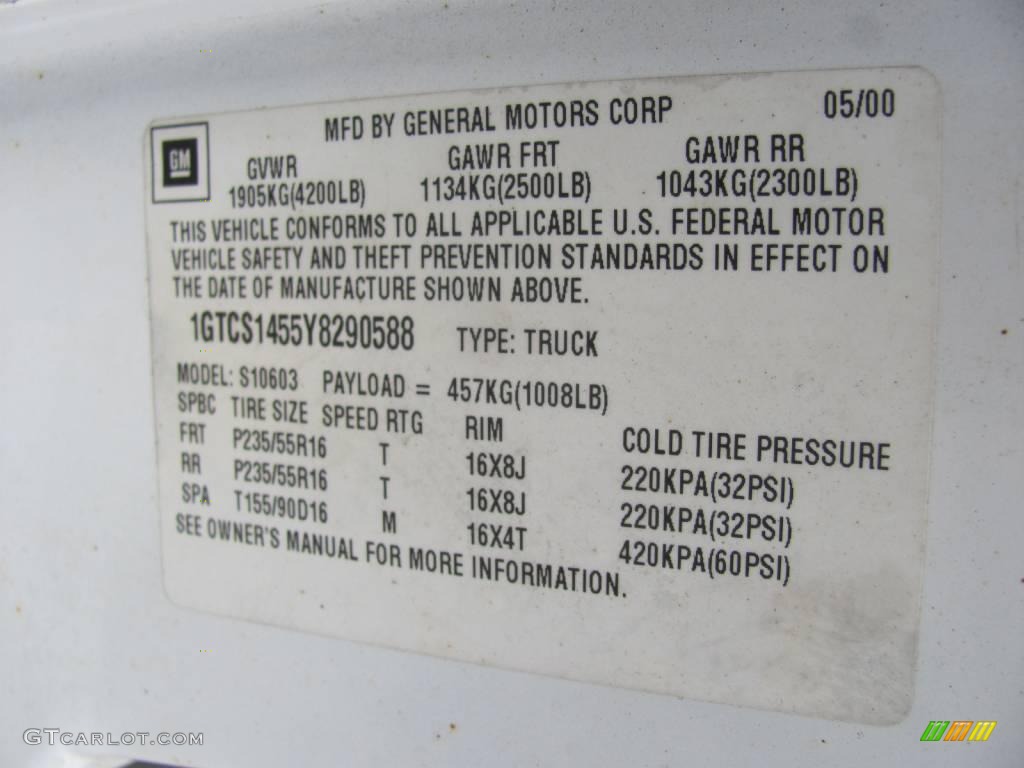 MFD BY GENERAL MOTORS CORP 05/00
GM
GVWR GAWR FRT GAWR RR
1905KG(4200LB) 1134KG(2500LB) 1043KG(2300LB)
THIS VEHICLE CONFORMS TO ALL APPLICABLE U.S. FEDERAL MOTOR
VEHICLE SAFETY AND THEFT PREVENTION STANDARDS IN EFFECT ON
THE DATE OF MANUFACTURE SHOWN ABOVE.
1GTCS1455Y8290588 TYPE: TRUCK
MODEL: S10603 PAYLOAD = 457KG(1008LB)
SPBC TIRE SIZE SPEED RTG RIM COLD TIRE PRESSURE
FRT P235/55R16 T 16X8J 220KPA(32PSI)
RR P235/55R16 T 16X8J 220KPA(32PSI)
SPA T155/90D16 M 16X4T 420KPA(60PSI)
SEE OWNER'S MANUAL FOR MORE INFORMATION.
GTCARLOT.COM